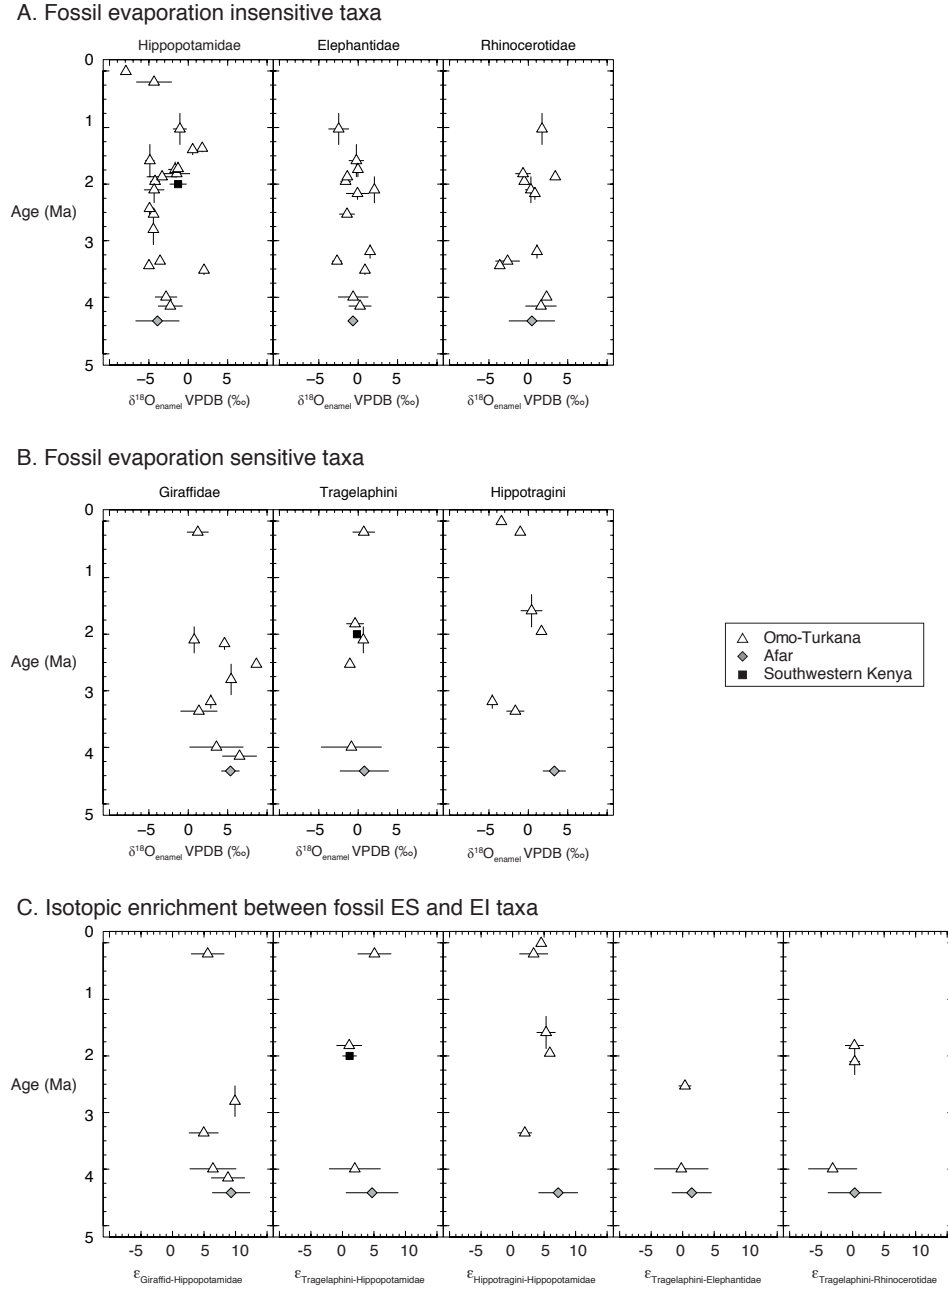 A. Fossil evaporation insensitive taxa
Hippopotamidae Elephantidae Rhinocerotidae
0
1
2
Age (Ma)
3
4
5
−5 0 5 −5 0 5 −5 0 5
δ¹⁸Oenamel VPDB (‰) δ¹⁸Oenamel VPDB (‰) δ¹⁸Oenamel VPDB (‰)
B. Fossil evaporation sensitive taxa
Giraffidae Tragelaphini Hippotragini
0
1
2
Age (Ma)
3
4
5
−5 0 5 −5 0 5 −5 0 5
δ¹⁸Oenamel VPDB (‰) δ¹⁸Oenamel VPDB (‰) δ¹⁸Oenamel VPDB (‰)
Omo-Turkana
Afar
Southwestern Kenya
C. Isotopic enrichment between fossil ES and EI taxa
0
1
2
Age (Ma)
3
4
5
-5 0 5 10 -5 0 5 10 -5 0 5 10 -5 0 5 10 -5 0 5 10
εGiraffid-Hippopotamidae εTragelaphini-Hippopotamidae εHippotragini-Hippopotamidae εTragelaphini-Elephantidae εTragelaphini-Rhinocerotidae